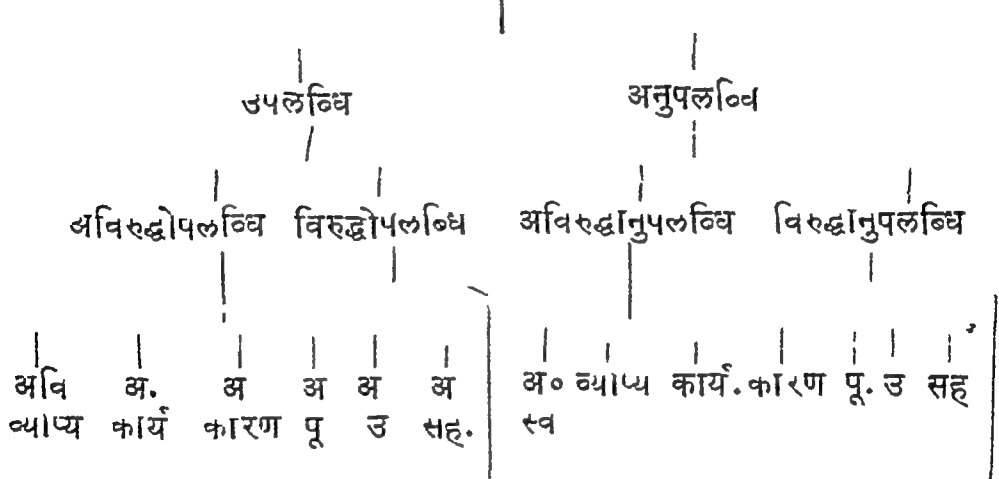 उपलब्धि अनुपलब्धि
अविरुद्धोपलब्धि विरुद्धोपलब्धि अविरुद्धानुपलब्धि विरुद्धानुपलब्धि
अवि अ. अ अ अ अ अ० व्याप्य कार्य. कारण पू. उ सह
व्याप्य कार्य कारण पू उ सह. स्व